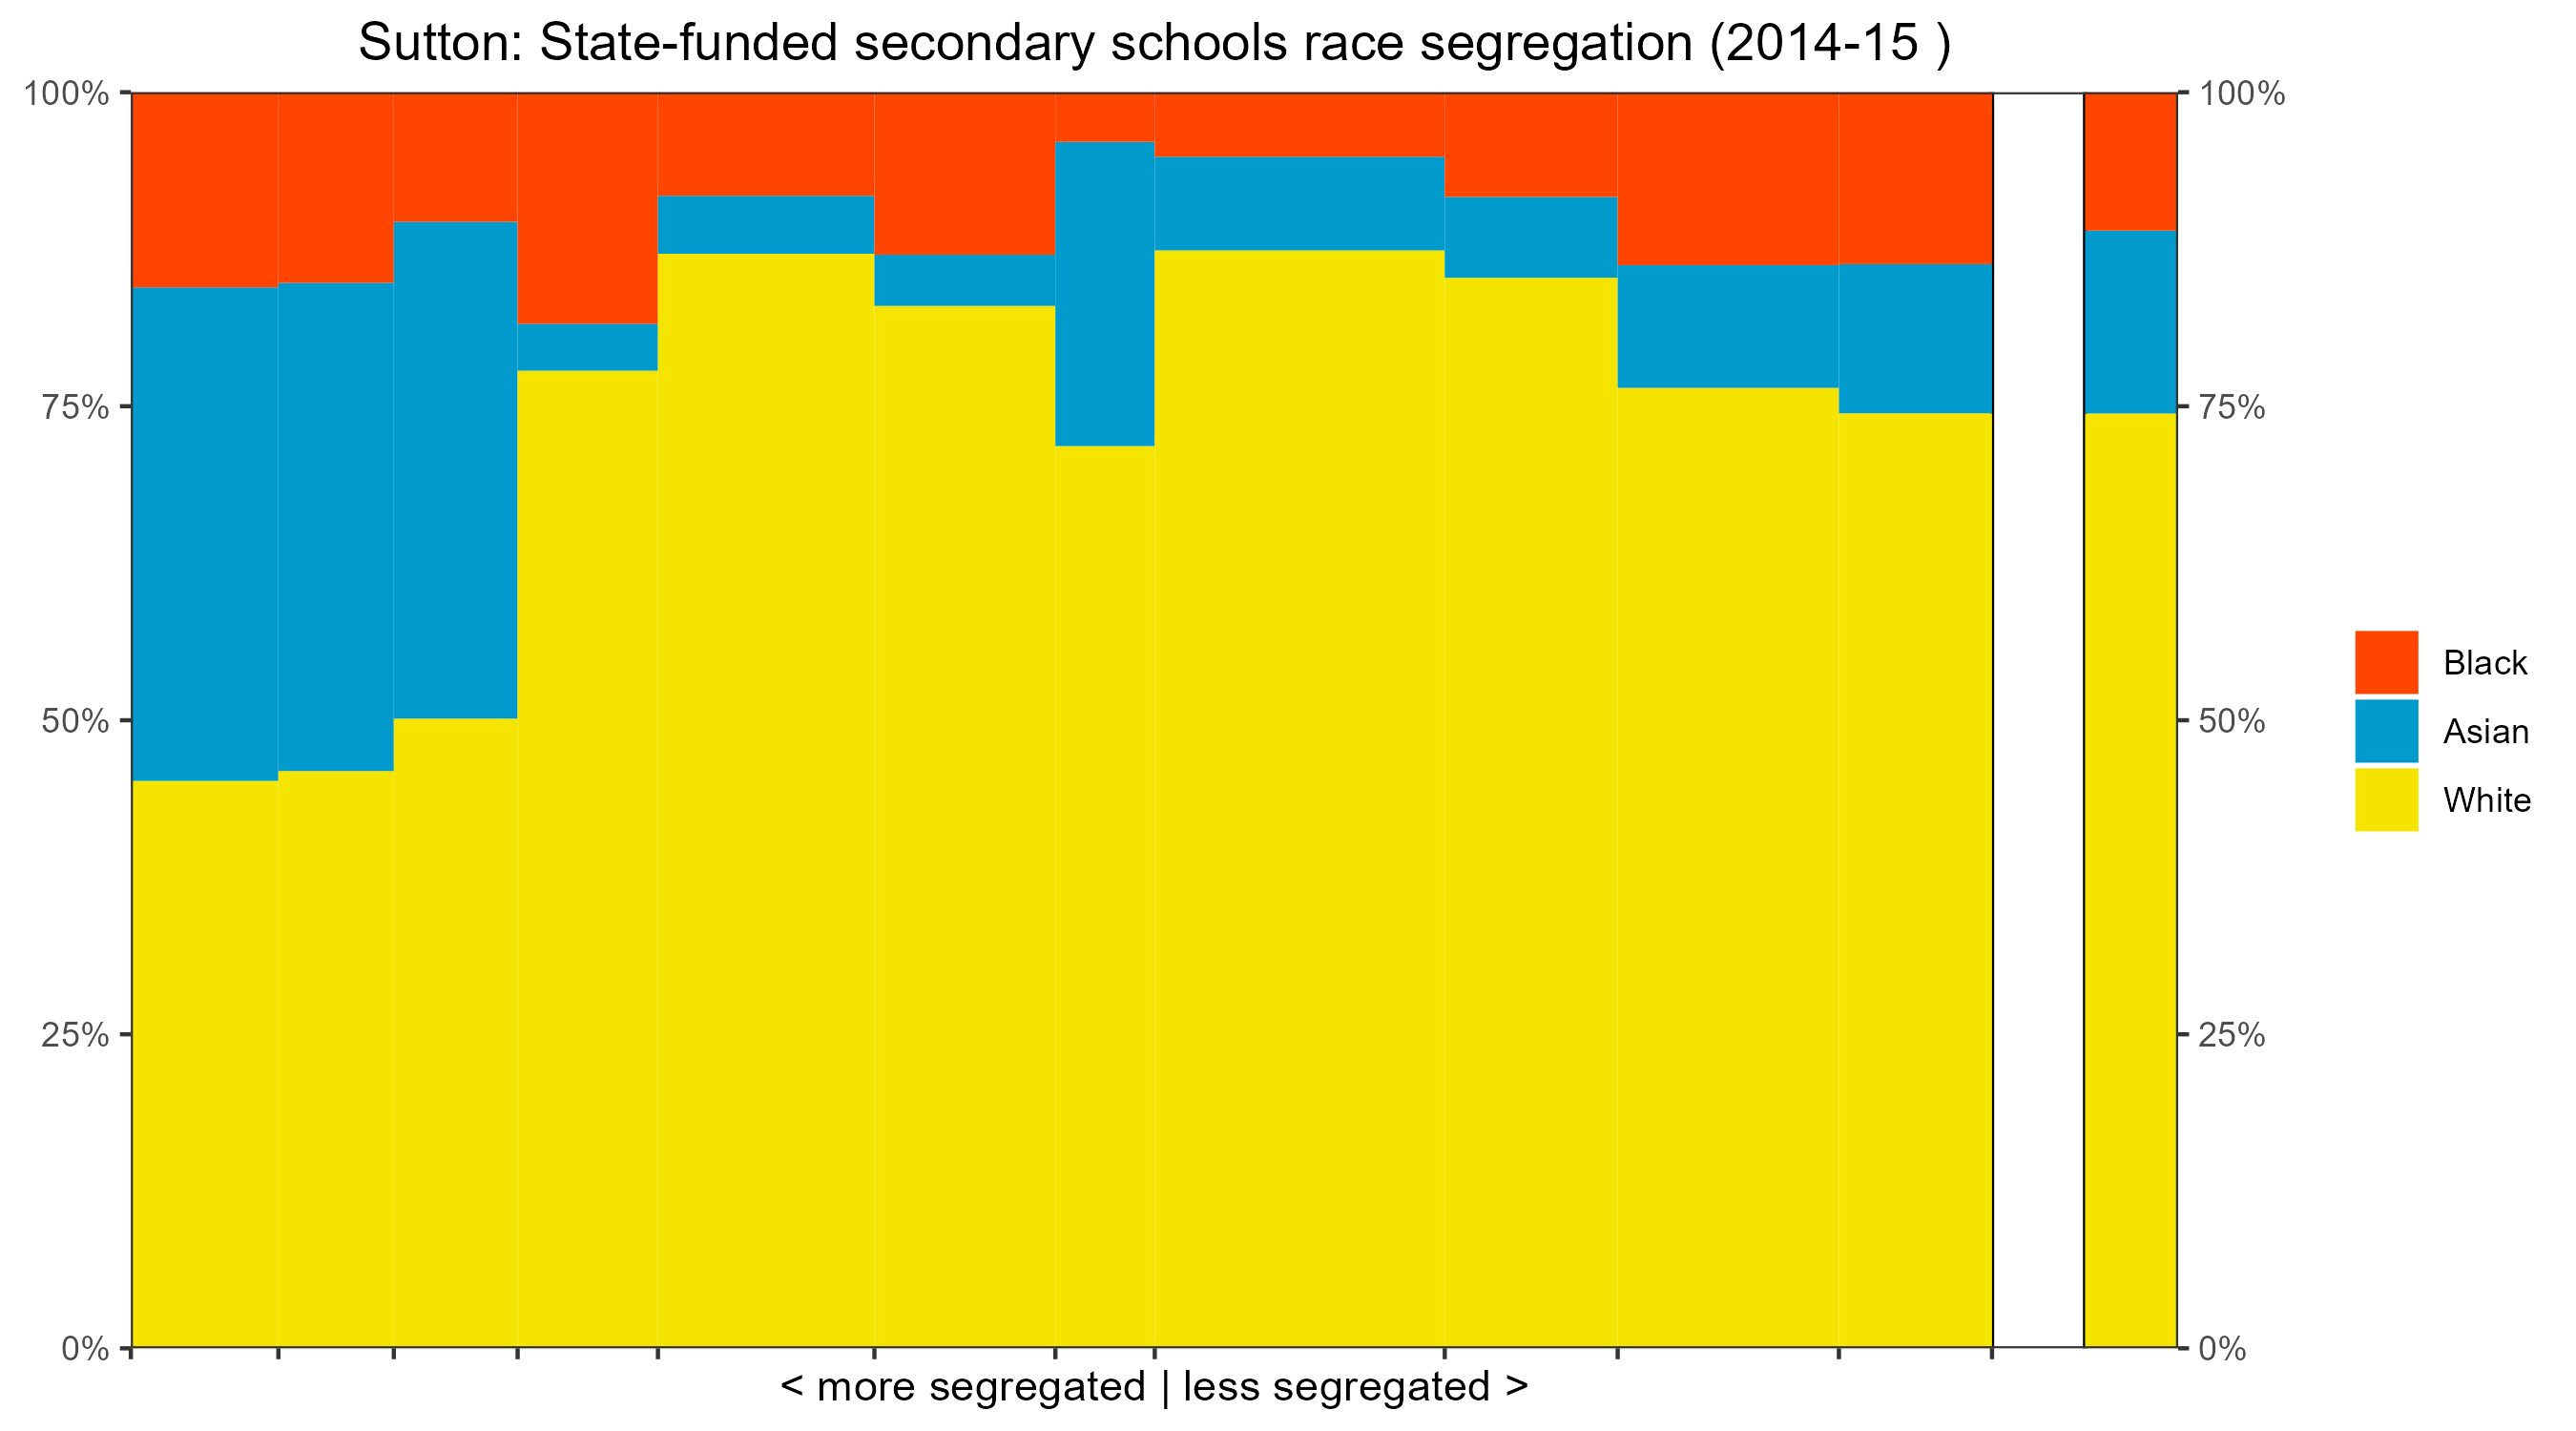 Sutton: State-funded secondary schools race segregation (2014-15 )
100%
75%
50%
25%
0%
100%
75%
50%
25%
0%
Black
Asian
White
< more segregated | less segregated >